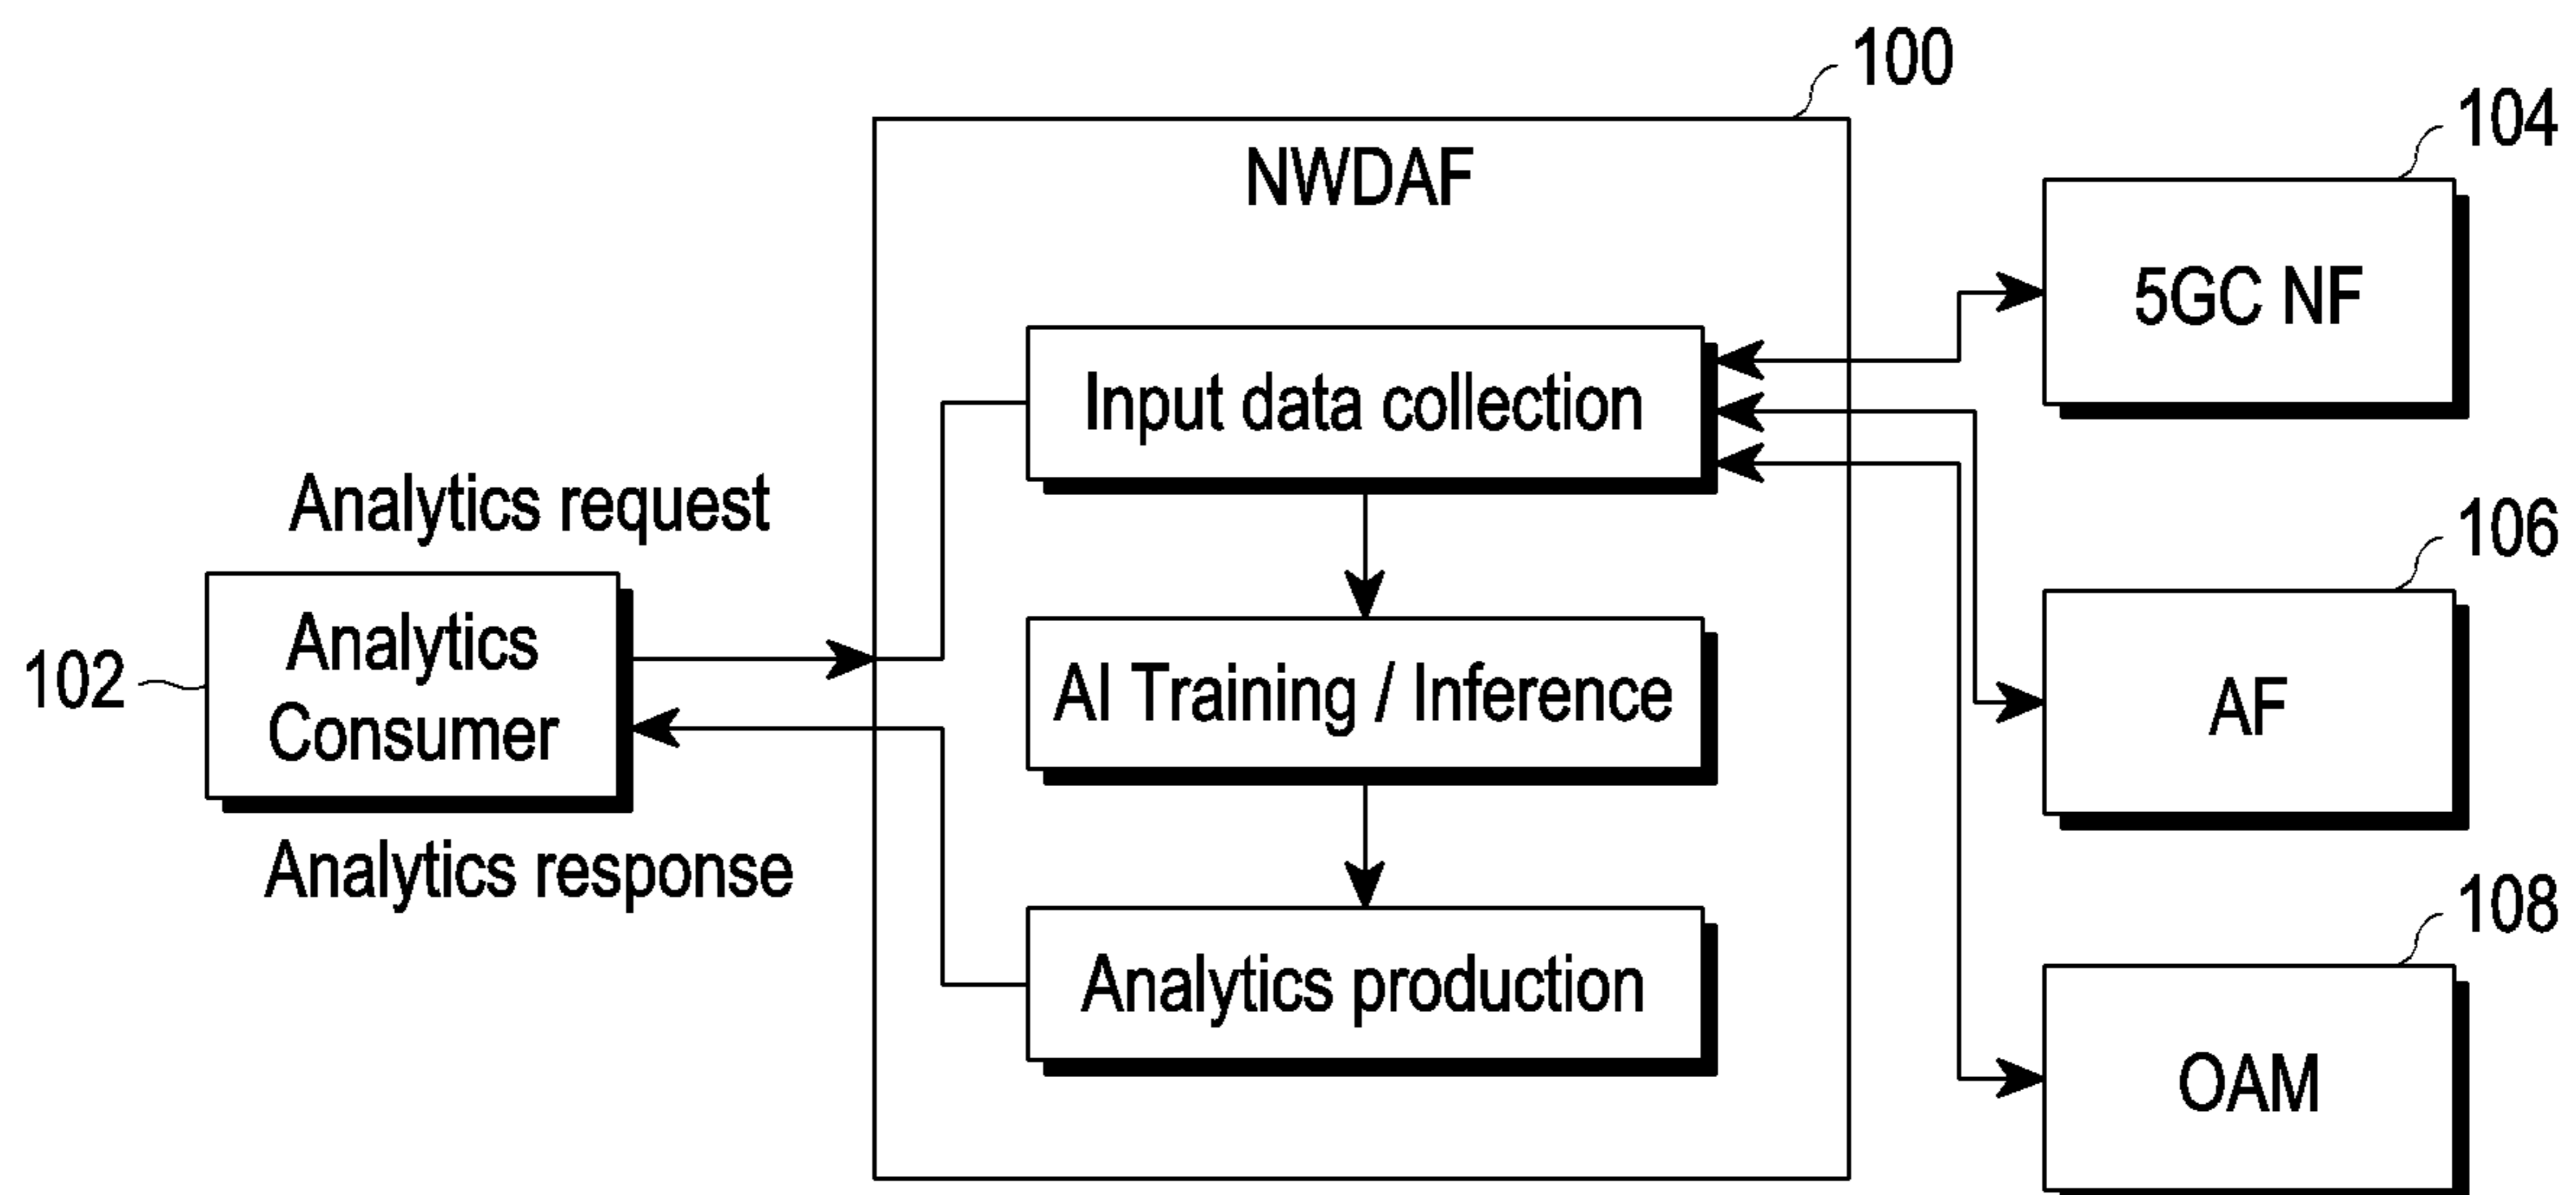 100
NWDAF
104
5GC NF
Input data collection
Analytics request
106
Analytics
Consumer
102
AI Training / Inference
AF
Analytics response
108
Analytics production
OAM